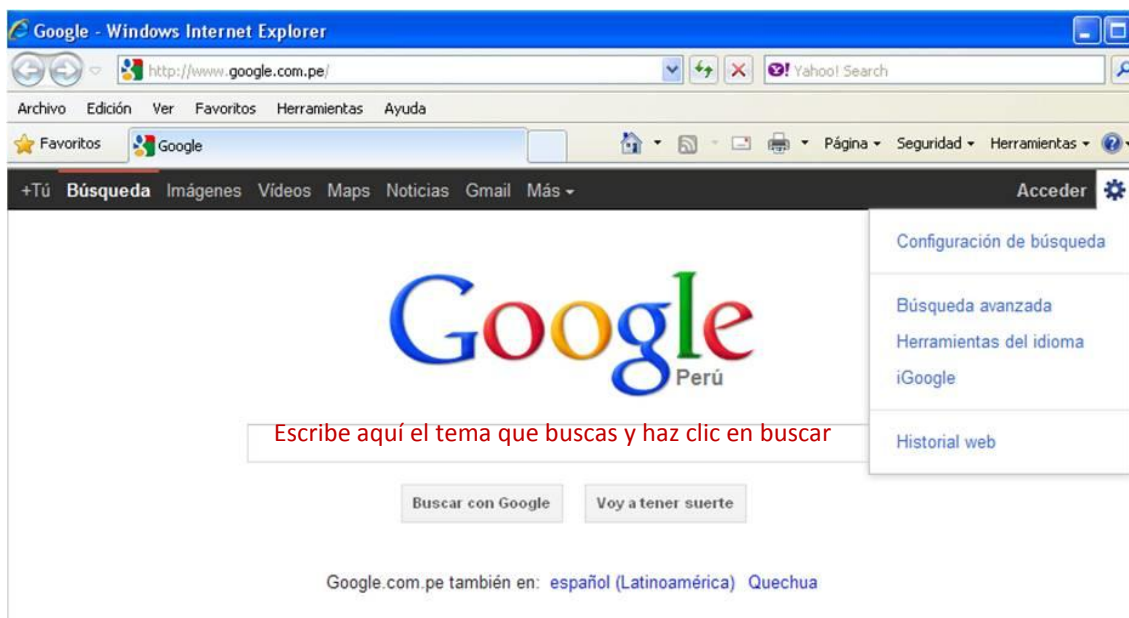 Google - Windows Internet Explorer
http://www.google.com.pe/
Yahoo! Search
Archivo Edición Ver Favoritos Herramientas Ayuda
Favoritos Google Página Seguridad Herramientas
+Tú Búsqueda Imágenes Vídeos Maps Noticias Gmail Más Acceder
Configuración de búsqueda
Búsqueda avanzada
Herramientas del idioma
iGoogle
Historial web
Google
Perú
Escribe aquí el tema que buscas y haz clic en buscar
Buscar con Google Voy a tener suerte
Google.com.pe también en: español (Latinoamérica) Quechua